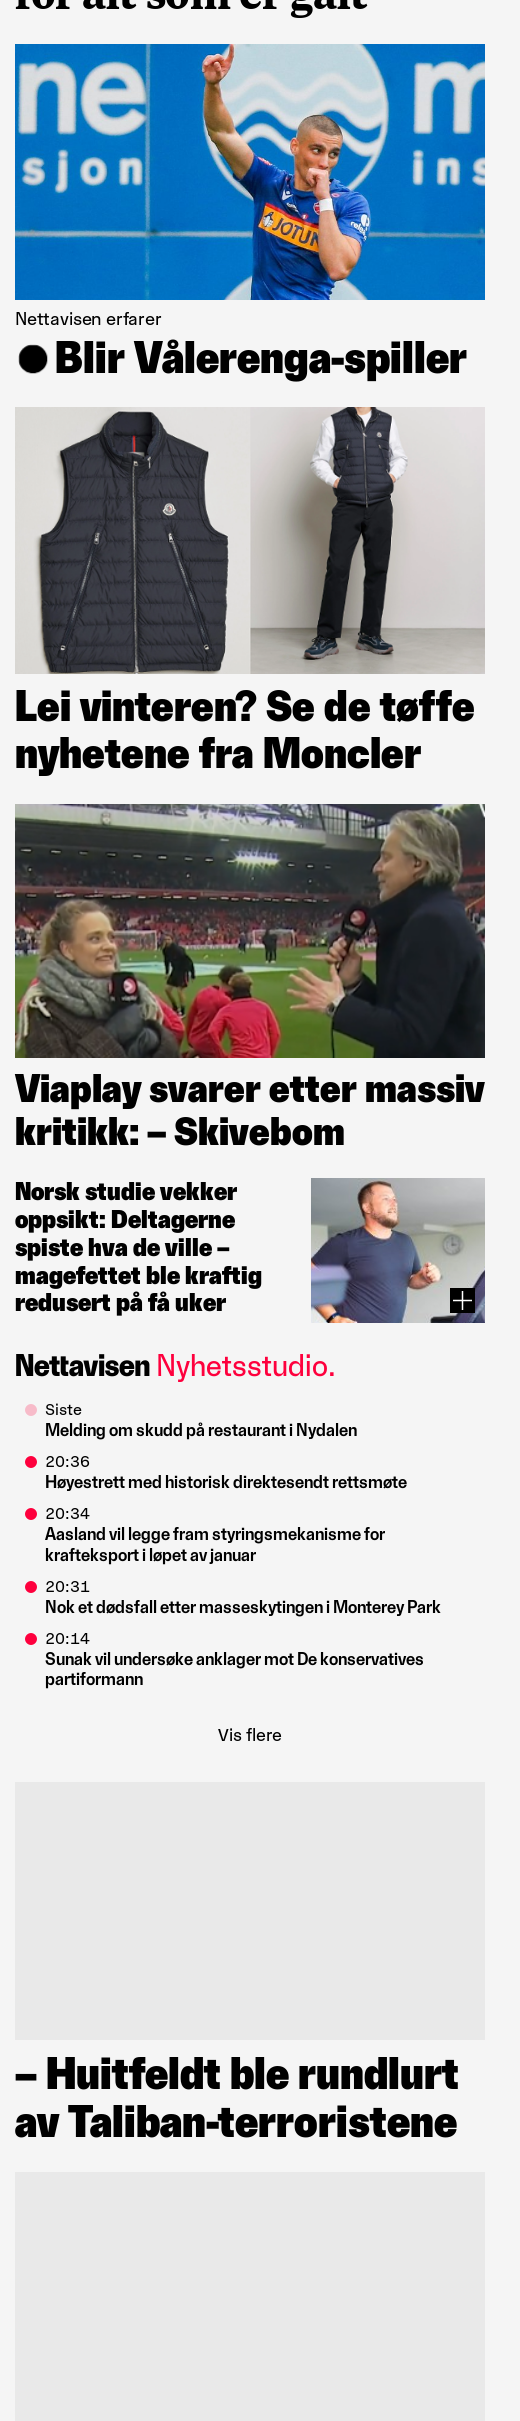 for alt som er galt
ne
sjon
m
ins
JOTUN
Nettavisen erfarer
Blir Vålerenga-spiller
Lei vinteren? Se de tøffe
nyhetene fra Moncler
Viaplay svarer etter massiv
kritikk: – Skivebom
Norsk studie vekker
oppsikt: Deltagerne
spiste hva de ville –
magefettet ble kraftig
redusert på få uker
Nettavisen Nyhetsstudio.
Siste
Melding om skudd på restaurant i Nydalen
20:36
Høyestrett med historisk direktesendt rettsmøte
20:34
Aasland vil legge fram styringsmekanisme for
krafteksport i løpet av januar
20:31
Nok et dødsfall etter masseskytingen i Monterey Park
20:14
Sunak vil undersøke anklager mot De konservatives
partiformann
Vis flere
– Huitfeldt ble rundlurt
av Taliban-terroristene